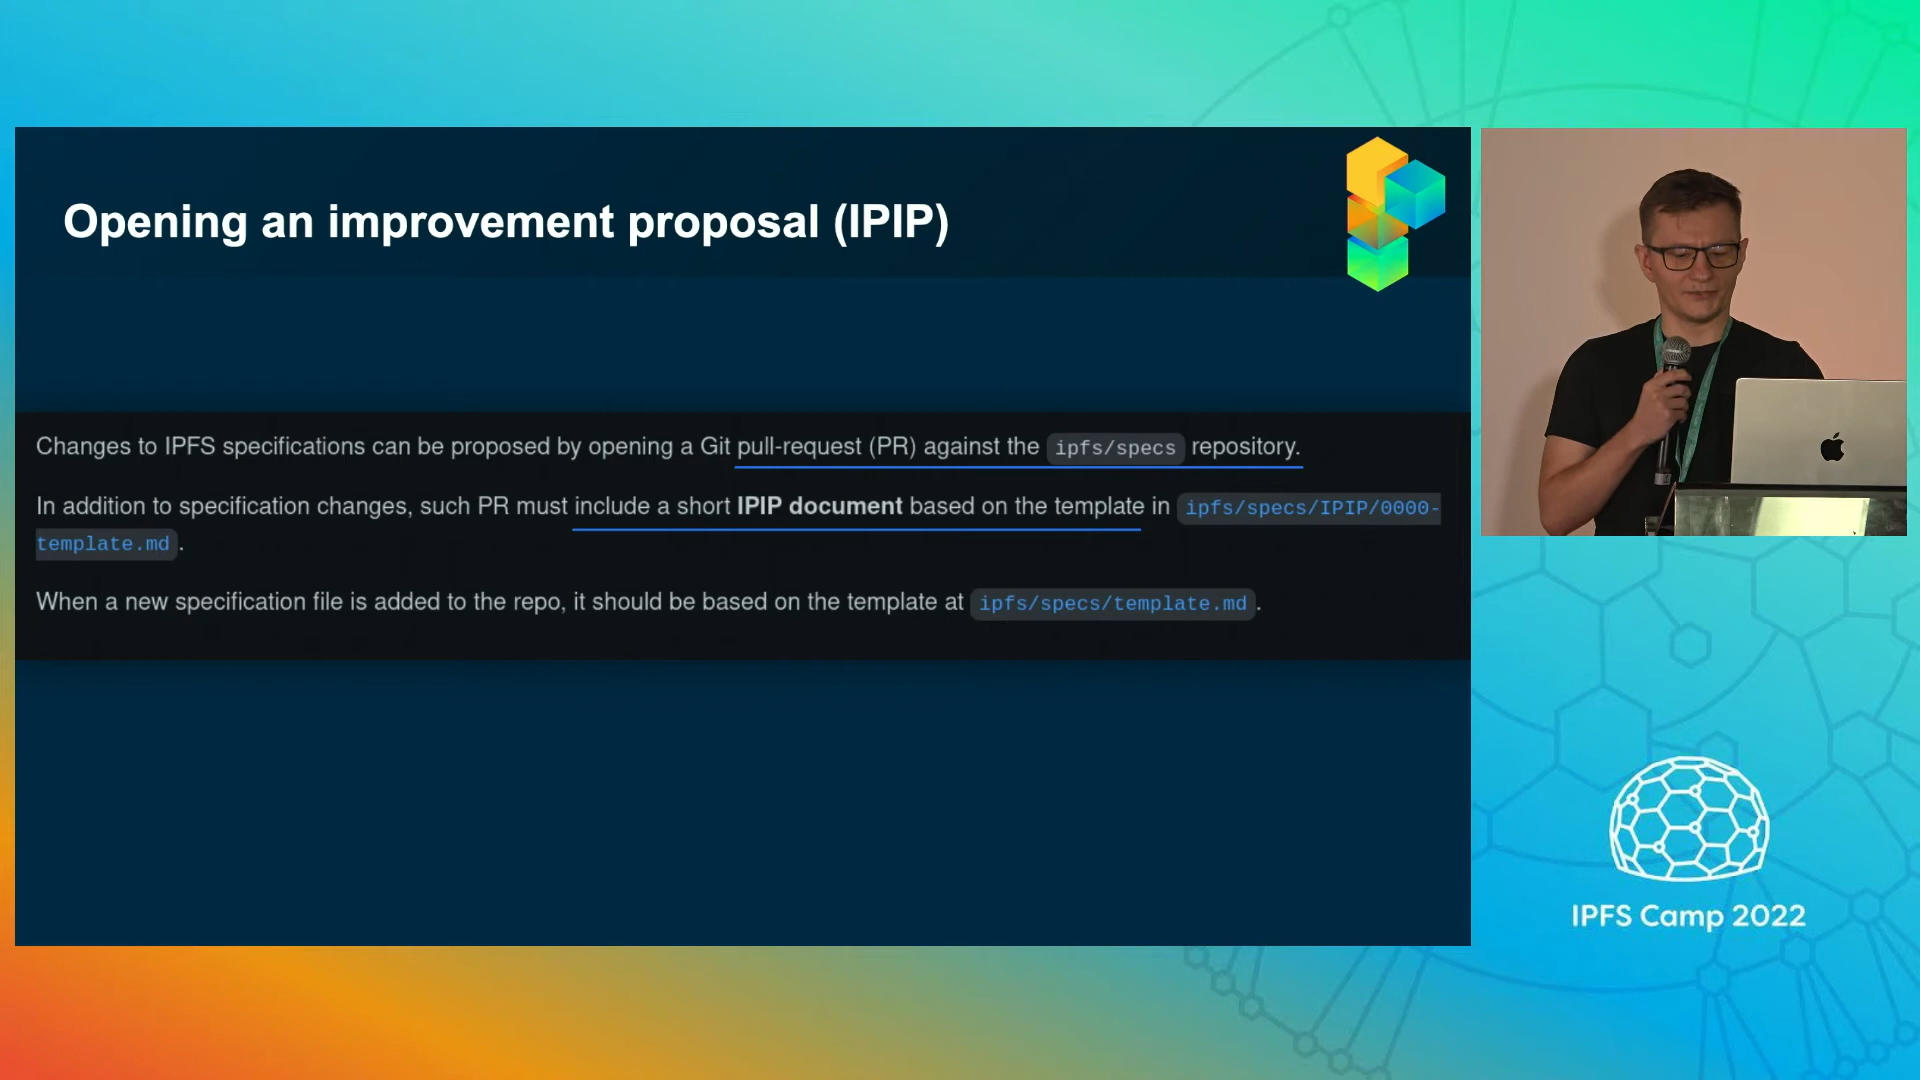 Opening an improvement proposal (IPIP)
Changes to IPFS specifications can be proposed by opening a Git pull-request (PR) against the ipfs/specs repository.
In addition to specification changes, such PR must include a short IPIP document based on the template in ipfs/specs/IPIP/0000-
template.md.
When a new specification file is added to the repo, it should be based on the template at ipfs/specs/template.md.
IPFS Camp 2022